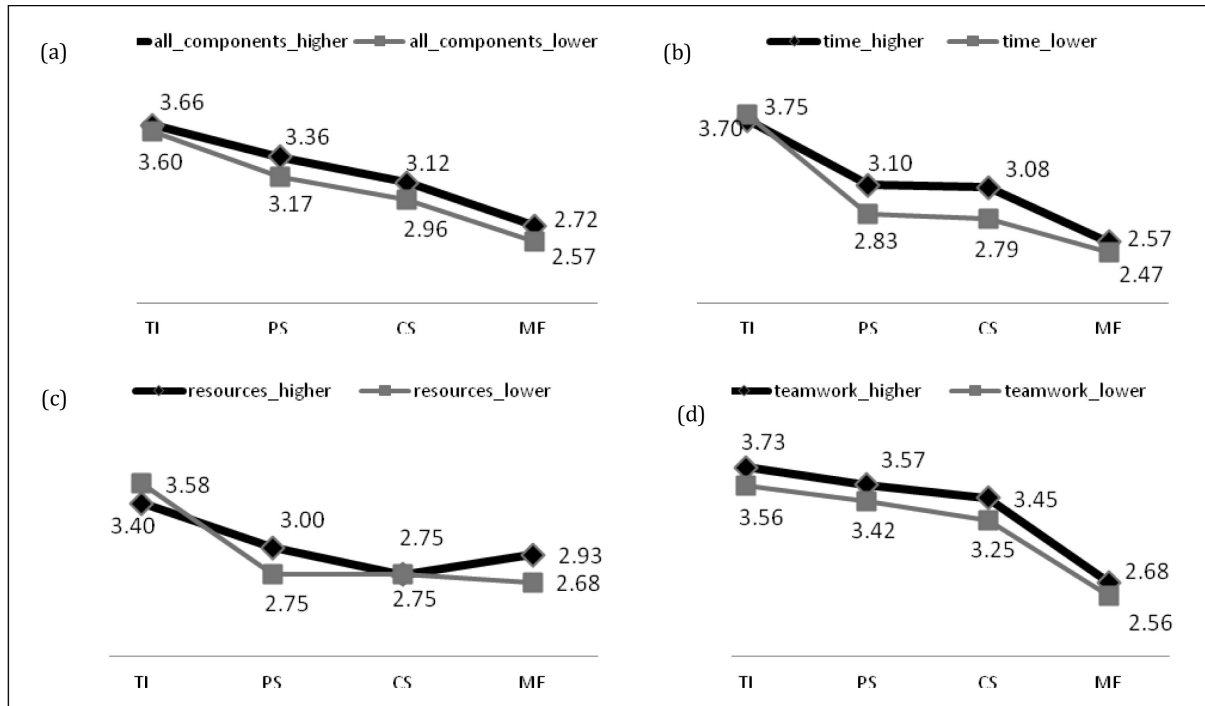 (a)
all_components_higher all_components_lower
3.66
3.60
3.36
3.17
3.12
2.96
2.72
2.57
TI PS CS MF
(b)
time_higher time_lower
3.75
3.70
3.10
2.83
3.08
2.79
2.57
2.47
TI PS CS MF
(c)
resources_higher resources_lower
3.58
3.40
3.00
2.75
2.75
2.75
2.93
2.68
TI PS CS MF
(d)
teamwork_higher teamwork_lower
3.73
3.56
3.57
3.42
3.45
3.25
2.68
2.56
TI PS CS MF